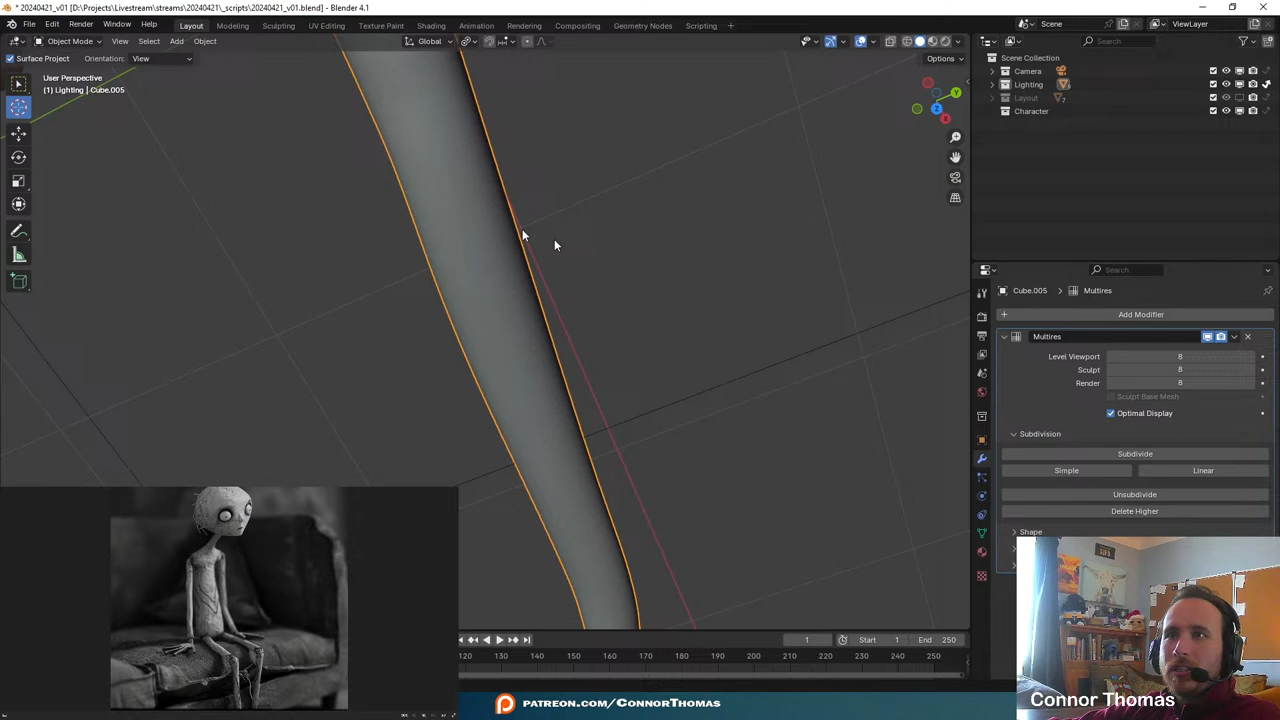 * 20240421_v01 [D:\Projects\Livestream\streams\20240421\_scripts\20240421_v01.blend] - Blender 4.1
File Edit Render Window Help Layout Modeling Sculpting UV Editing Texture Paint Shading Animation Rendering Compositing Geometry Nodes Scripting + Scene ViewLayer
Object Mode View Select Add Object Global Search
Surface Project Orientation: View Options
User Perspective
(1) Lighting | Cube.005
Scene Collection
Camera
Lighting
Layout
Character
X
Y
Z
Search
Cube.005 > Multires
Add Modifier
Multires
Level Viewport 8
Sculpt 8
Render 8
Sculpt Base Mesh
Optimal Display
Subdivision
Subdivide
Simple Linear
Unsubdivide
Delete Higher
Shape
1 Start 1 End 250
120 130 140 150 160 170 180 190 200 210 220 230 240 250
PATREON.COM/CONNORTHOMAS
Connor Thomas